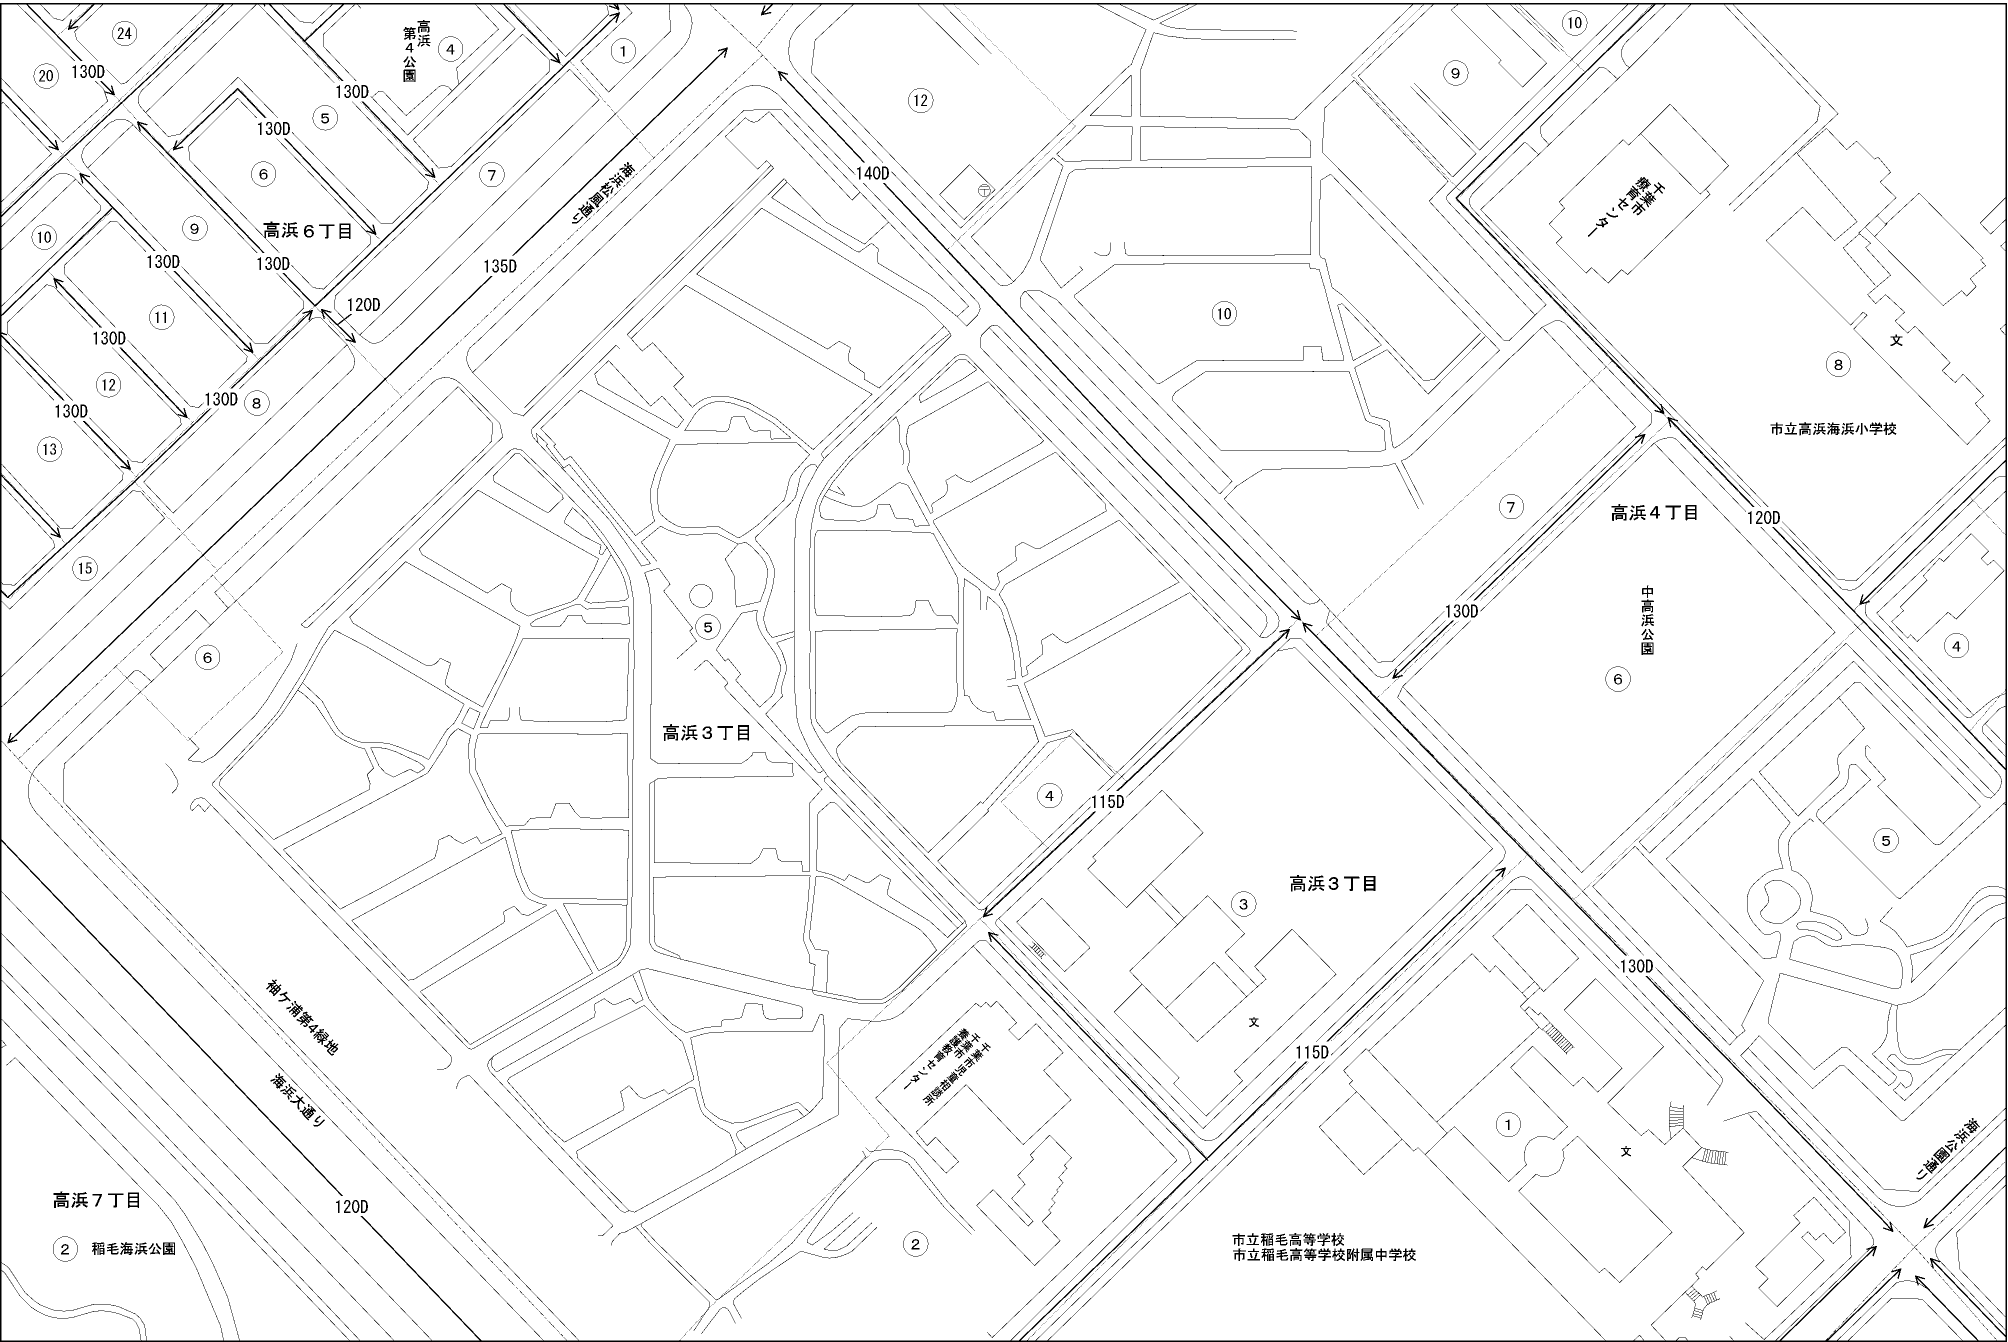 24
20
130D
高浜
第4公園
4
1
130D
5
130D
6
7
高浜6丁目
9
10
130D
130D
11
120D
135D
130D
12
130D
130D
8
13
15
6
海浜松風通り
140D
12
〒
10
9
10
千葉市
療育センター
文
8
市立高浜海浜小学校
7
高浜4丁目
120D
130D
中高浜公園
6
4
5
高浜3丁目
5
4
115D
高浜3丁目
3
文
130D
115D
千葉市児童相談所
千葉市
養護教育センター
1
文
海浜公園通り
2
市立稲毛高等学校
市立稲毛高等学校附属中学校
袖ケ浦第4緑地
海浜大通り
120D
高浜7丁目
2 稲毛海浜公園